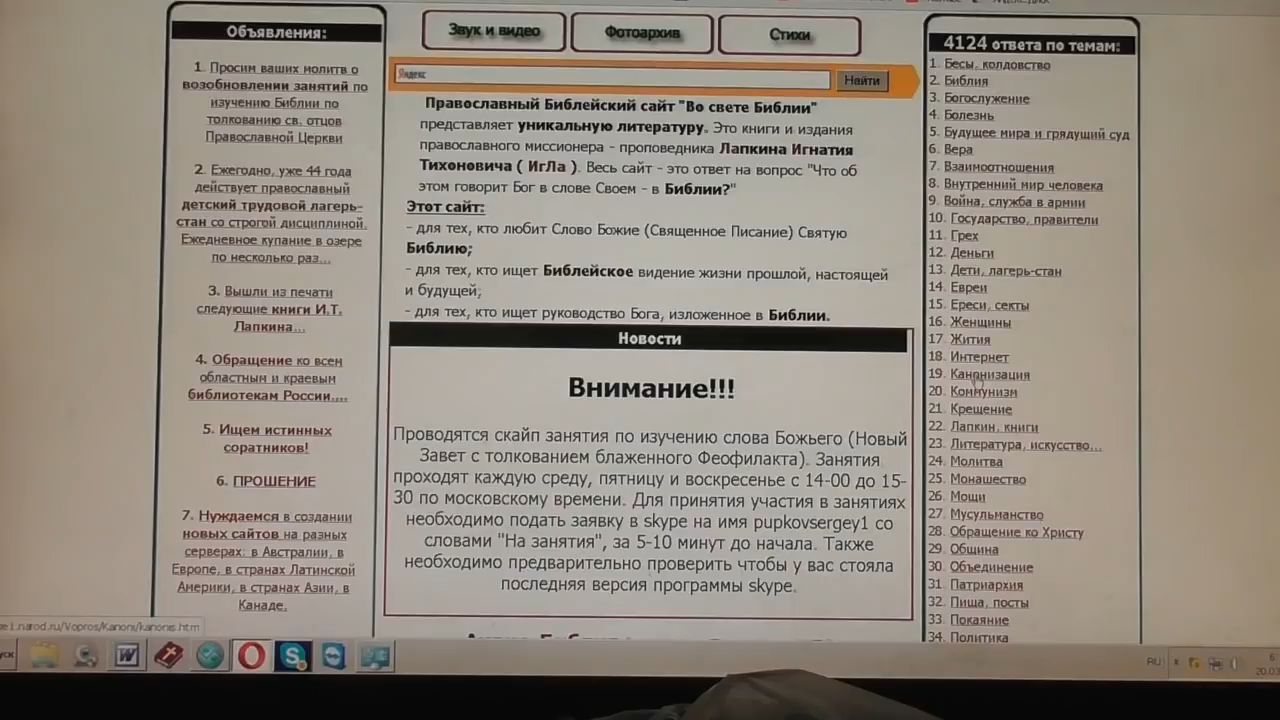 Звук и видео
Фотоархив
Стихи
Объявления:
1. Просим ваших молитв о
возобновлении занятий по
изучению Библии по
толкованию св. отцов
Православной Церкви
2. Ежегодно, уже 44 года
действует православный
детский трудовой лагерь-
стан со строгой дисциплиной.
Ежедневное купание в озере
по несколько раз...
3. Вышли из печати
следующие книги И.Т.
Лапкина...
4. Обращение ко всем
областным и краевым
библиотекам России....
5. Ищем истинных
соратников!
6. ПРОШЕНИЕ
7. Нуждаемся в создании
новых сайтов на разных
серверах: в Австралии, в
Европе, в странах Латинской
Америки, в странах Азии, в
Канаде.
Яндекс
Найти
Православный Библейский сайт "Во свете Библии"
представляет уникальную литературу. Это книги и издания
православного миссионера - проповедника Лапкина Игнатия
Тихоновича ( ИгЛа ). Весь сайт - это ответ на вопрос "Что об
этом говорит Бог в слове Своем - в Библии?"
Этот сайт:
- для тех, кто любит Слово Божие (Священное Писание) Святую
Библию;
- для тех, кто ищет Библейское видение жизни прошлой, настоящей
и будущей;
- для тех, кто ищет руководство Бога, изложенное в Библии.
Новости
Внимание!!!
Проводятся скайп занятия по изучению слова Божьего (Новый
Завет с толкованием блаженного Феофилакта). Занятия
проходят каждую среду, пятницу и воскресенье с 14-00 до 15-
30 по московскому времени. Для принятия участия в занятиях
необходимо подать заявку в skype на имя pupkovsergey1 со
словами "На занятия", за 5-10 минут до начала. Также
необходимо предварительно проверить чтобы у вас стояла
последняя версия программы skype.
4124 ответа по темам:
1. Бесы, колдовство
2. Библия
3. Богослужение
4. Болезнь
5. Будущее мира и грядущий суд
6. Вера
7. Взаимоотношения
8. Внутренний мир человека
9. Война, служба в армии
10. Государство, правители
11. Грех
12. Деньги
13. Дети, лагерь-стан
14. Евреи
15. Ереси, секты
16. Женщины
17. Жития
18. Интернет
19. Канонизация
20. Коммунизм
21. Крещение
22. Лапкин, книги
23. Литература, искусство...
24. Молитва
25. Монашество
26. Мощи
27. Мусульманство
28. Обращение ко Христу
29. Община
30. Объединение
31. Патриархия
32. Пища, посты
33. Покаяние
34. Политика
e1.narod.ru/Vopros/Kanoni/kanonis.htm
RU